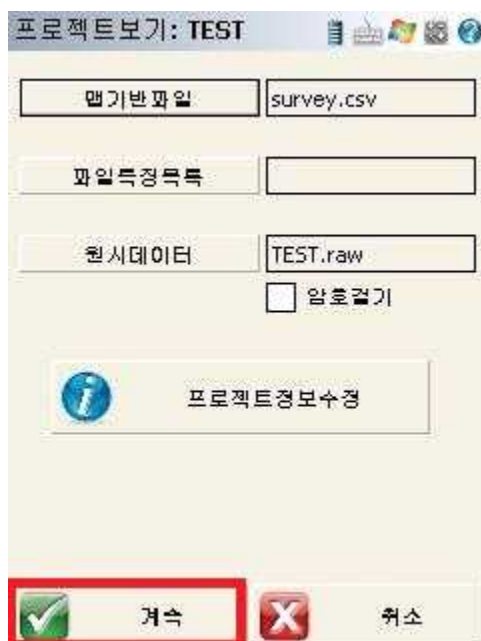 프로젝트보기: TEST
맵기반파일 survey.csv
파일특징목록
원시데이터 TEST.raw
암호걸기
프로젝트정보수정
계속 취소